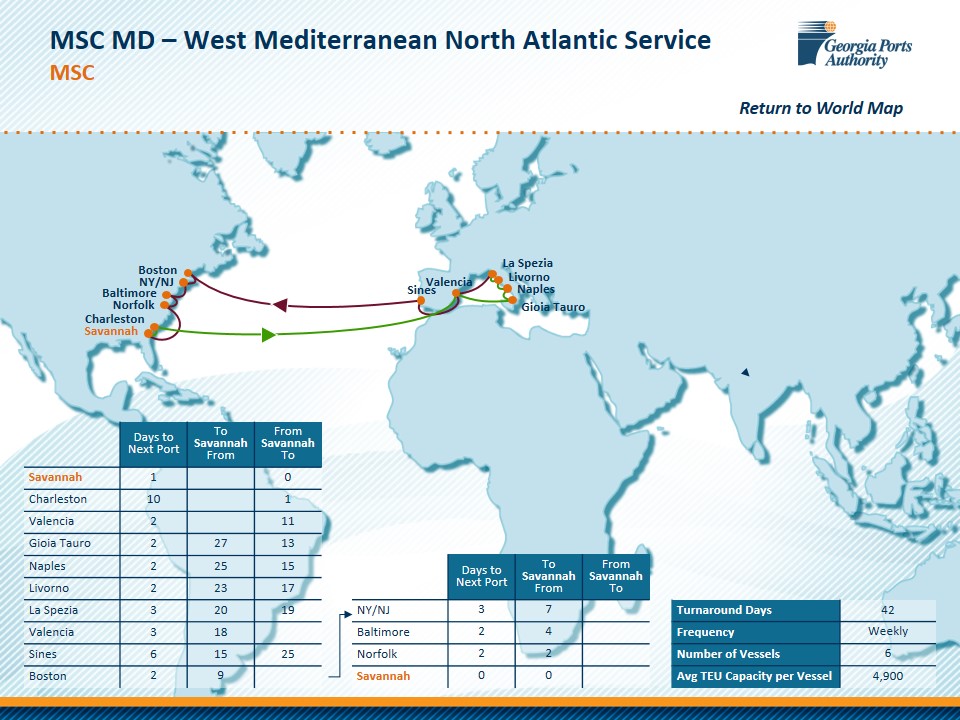 MSC MD – West Mediterranean North Atlantic Service
MSC
Georgia Ports
Authority
Return to World Map
Boston
NY/NJ
Baltimore
Norfolk
Charleston
Savannah
Sines
Valencia
La Spezia
Livorno
Naples
Gioia Tauro
Days to Next Port To Savannah From From Savannah To
Savannah 1 0
Charleston 10 1
Valencia 2 11
Gioia Tauro 2 27 13
Naples 2 25 15
Livorno 2 23 17
La Spezia 3 20 19
Valencia 3 18
Sines 6 15 25
Boston 2 9
Days to Next Port To Savannah From From Savannah To
NY/NJ 3 7
Baltimore 2 4
Norfolk 2 2
Savannah 0 0
Turnaround Days 42
Frequency Weekly
Number of Vessels 6
Avg TEU Capacity per Vessel 4,900